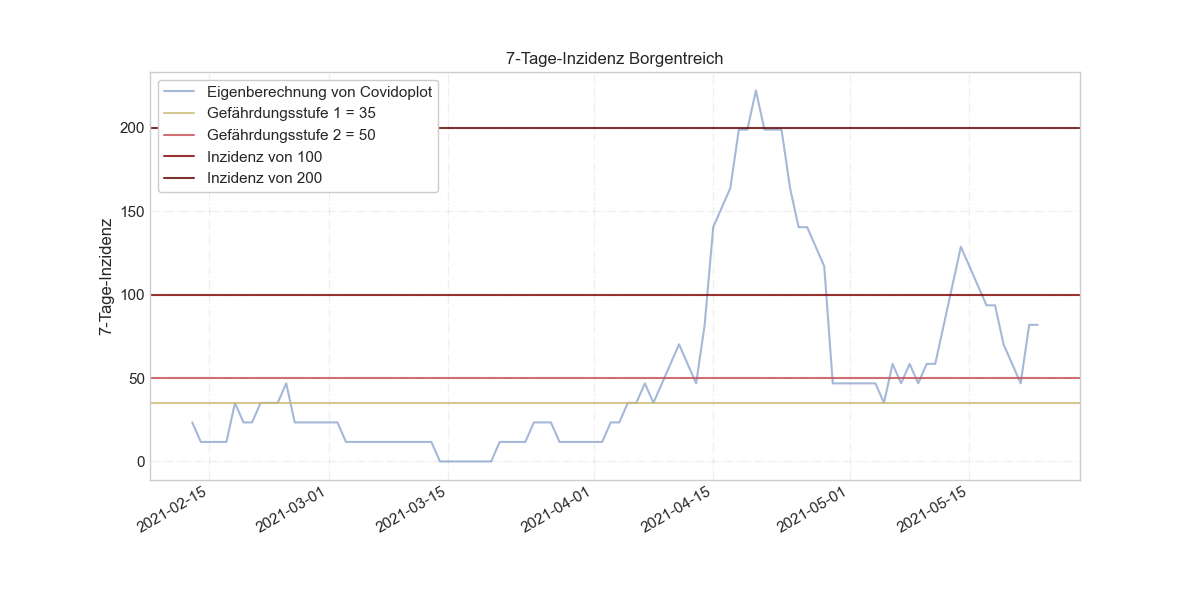 7-Tage-Inzidenz Borgentreich
Eigenberechnung von Covidoplot
Gefährdungsstufe 1 = 35
Gefährdungsstufe 2 = 50
Inzidenz von 100
Inzidenz von 200
7-Tage-Inzidenz
200
150
100
50
0
2021-02-15
2021-03-01
2021-03-15
2021-04-01
2021-04-15
2021-05-01
2021-05-15